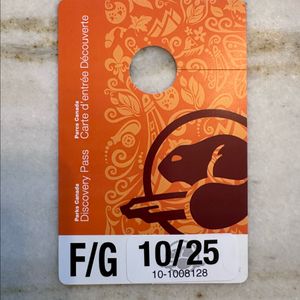 Parks Canada
Discovery Pass
Parcs Canada
Carte d'entrée Découverte
F/G
10/25
10-1008128